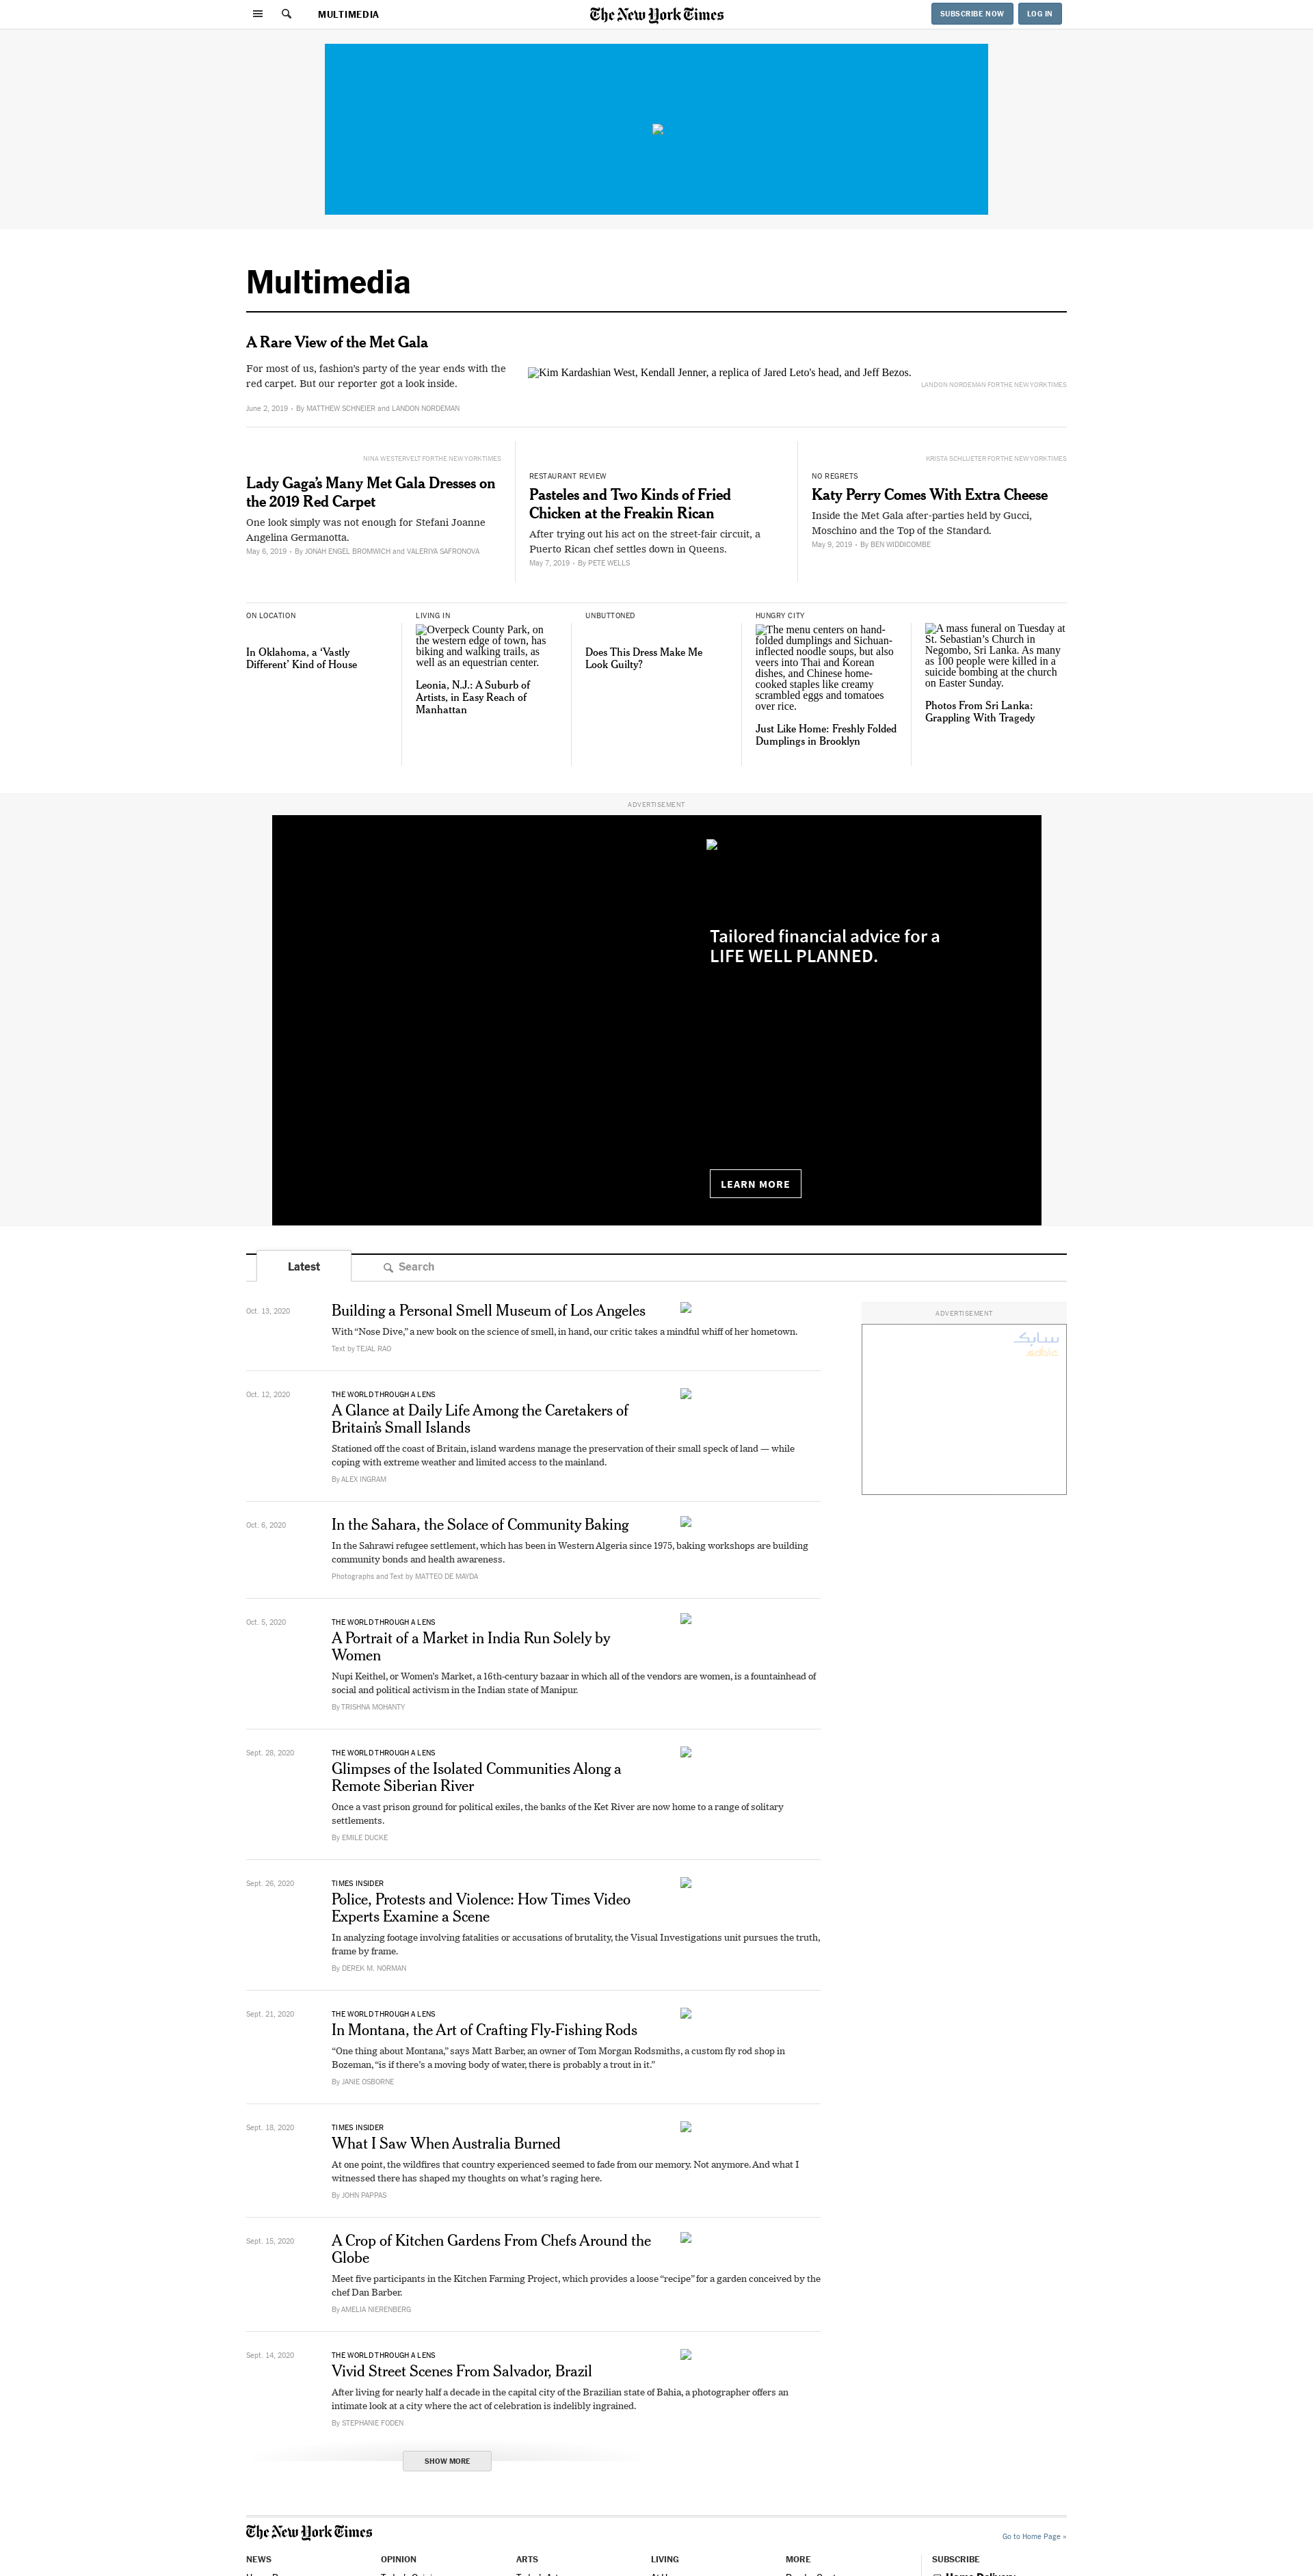 MULTIMEDIA
The New York Times
SUBSCRIBE NOW
LOG IN
Multimedia
A Rare View of the Met Gala
For most of us, fashion's party of the year ends with the
red carpet. But our reporter got a look inside.
June 2, 2019 • By MATTHEW SCHNEIER and LANDON NORDEMAN
Kim Kardashian West, Kendall Jenner, a replica of Jared Leto's head, and Jeff Bezos.
LANDON NORDEMAN FOR THE NEW YORK TIMES
NINA WESTERVELT FOR THE NEW YORK TIMES
Lady Gaga's Many Met Gala Dresses on
the 2019 Red Carpet
One look simply was not enough for Stefani Joanne
Angelina Germanotta.
May 6, 2019 • By JONAH ENGEL BROMWICH and VALERIYA SAFRONOVA
RESTAURANT REVIEW
Pasteles and Two Kinds of Fried
Chicken at the Freakin Rican
After trying out his act on the street-fair circuit, a
Puerto Rican chef settles down in Queens.
May 7, 2019 • By PETE WELLS
KRISTA SCHLUETER FOR THE NEW YORK TIMES
NO REGRETS
Katy Perry Comes With Extra Cheese
Inside the Met Gala after-parties held by Gucci,
Moschino and the Top of the Standard.
May 9, 2019 • By BEN WIDDICOMBE
ON LOCATION
In Oklahoma, a ‘Vastly
Different’ Kind of House
LIVING IN
Overpeck County Park, on
the western edge of town, has
biking and walking trails, as
well as an equestrian center.
Leonia, N.J.: A Suburb of
Artists, in Easy Reach of
Manhattan
UNBUTTONED
Does This Dress Make Me
Look Guilty?
HUNGRY CITY
The menu centers on hand-
folded dumplings and Sichuan-
inflected noodle soups, but also
veers into Thai and Korean
dishes, and Chinese home-
cooked staples like creamy
scrambled eggs and tomatoes
over rice.
Just Like Home: Freshly Folded
Dumplings in Brooklyn
A mass funeral on Tuesday at
St. Sebastian’s Church in
Negombo, Sri Lanka. As many
as 100 people were killed in a
suicide bombing at the church
on Easter Sunday.
Photos From Sri Lanka:
Grappling With Tragedy
ADVERTISEMENT
Tailored financial advice for a
LIFE WELL PLANNED.
LEARN MORE
Latest
Search
Oct. 13, 2020
Building a Personal Smell Museum of Los Angeles
With “Nose Dive,” a new book on the science of smell, in hand, our critic takes a mindful whiff of her hometown.
Text by TEJAL RAO
ADVERTISEMENT
سابك
sabic
Oct. 12, 2020
THE WORLD THROUGH A LENS
A Glance at Daily Life Among the Caretakers of
Britain’s Small Islands
Stationed off the coast of Britain, island wardens manage the preservation of their small speck of land — while
coping with extreme weather and limited access to the mainland.
By ALEX INGRAM
Oct. 6, 2020
In the Sahara, the Solace of Community Baking
In the Sahrawi refugee settlement, which has been in Western Algeria since 1975, baking workshops are building
community bonds and health awareness.
Photographs and Text by MATTEO DE MAYDA
Oct. 5, 2020
THE WORLD THROUGH A LENS
A Portrait of a Market in India Run Solely by
Women
Nupi Keithel, or Women’s Market, a 16th-century bazaar in which all of the vendors are women, is a fountainhead of
social and political activism in the Indian state of Manipur.
By TRISHNA MOHANTY
Sept. 28, 2020
THE WORLD THROUGH A LENS
Glimpses of the Isolated Communities Along a
Remote Siberian River
Once a vast prison ground for political exiles, the banks of the Ket River are now home to a range of solitary
settlements.
By EMILE DUCKE
Sept. 26, 2020
TIMES INSIDER
Police, Protests and Violence: How Times Video
Experts Examine a Scene
In analyzing footage involving fatalities or accusations of brutality, the Visual Investigations unit pursues the truth,
frame by frame.
By DEREK M. NORMAN
Sept. 21, 2020
THE WORLD THROUGH A LENS
In Montana, the Art of Crafting Fly-Fishing Rods
“One thing about Montana,” says Matt Barber, an owner of Tom Morgan Rodsmiths, a custom fly rod shop in
Bozeman, “is if there’s a moving body of water, there is probably a trout in it.”
By JANIE OSBORNE
Sept. 18, 2020
TIMES INSIDER
What I Saw When Australia Burned
At one point, the wildfires that country experienced seemed to fade from our memory. Not anymore. And what I
witnessed there has shaped my thoughts on what’s raging here.
By JOHN PAPPAS
Sept. 15, 2020
A Crop of Kitchen Gardens From Chefs Around the
Globe
Meet five participants in the Kitchen Farming Project, which provides a loose “recipe” for a garden conceived by the
chef Dan Barber.
By AMELIA NIERENBERG
Sept. 14, 2020
THE WORLD THROUGH A LENS
Vivid Street Scenes From Salvador, Brazil
After living for nearly half a decade in the capital city of the Brazilian state of Bahia, a photographer offers an
intimate look at a city where the act of celebration is indelibly ingrained.
By STEPHANIE FODEN
SHOW MORE
The New York Times
Go to Home Page »
NEWS
OPINION
ARTS
LIVING
MORE
SUBSCRIBE